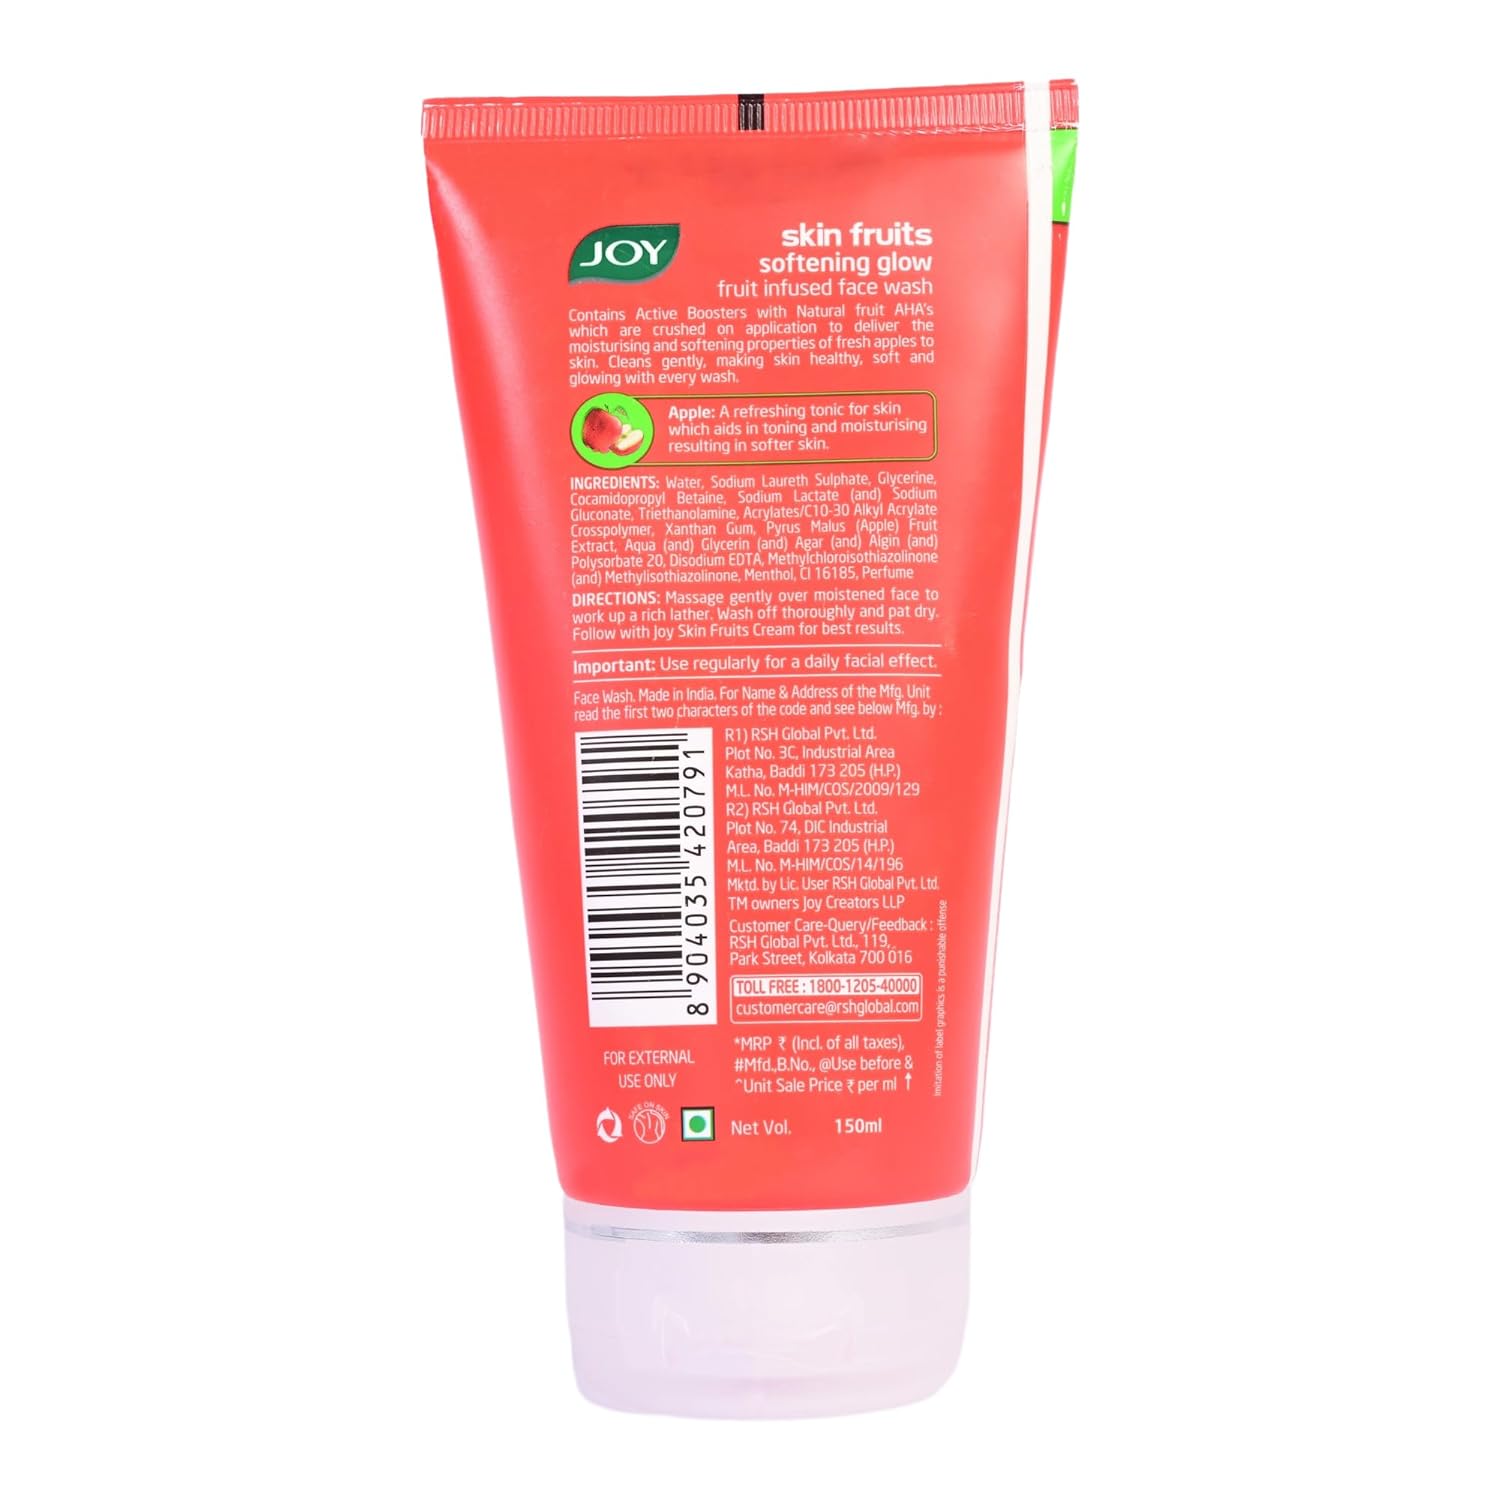 JOY
skin fruits
softening glow
fruit infused face wash
Contains Active Boosters with Natural fruit AHA's
which are crushed on application to deliver the
moisturising and softening properties of fresh apples to
skin. Cleans gently, making skin healthy, soft and
glowing with every wash.
Apple: A refreshing tonic for skin
which aids in toning and moisturising
resulting in softer skin.
INGREDIENTS: Water, Sodium Laureth Sulphate, Glycerine,
Cocamidopropyl Betaine, Sodium Lactate (and) Sodium
Gluconate, Triethanolamine, Acrylates/C10-30 Alkyl Acrylate
Crosspolymer, Xanthan Gum, Pyrus Malus (Apple) Fruit
Extract, Aqua (and) Glycerin (and) Agar (and) Algin (and)
Polysorbate 20, Disodium EDTA, Methylchloroisothiazolinone
(and) Methylisothiazolinone, Menthol, CI 16185, Perfume
DIRECTIONS: Massage gently over moistened face to
work up a rich lather. Wash off thoroughly and pat dry.
Follow with Joy Skin Fruits Cream for best results.
Important: Use regularly for a daily facial effect.
Face Wash. Made in India. For Name & Address of the Mfg. Unit
read the first two characters of the code and see below Mfg. by :
8 904035 420791
R1) RSH Global Pvt. Ltd.
Plot No. 3C, Industrial Area
Katha, Baddi 173 205 (H.P.)
M.L. No. M-HIM/COS/2009/129
R2) RSH Global Pvt. Ltd.
Plot No. 74, DIC Industrial
Area, Baddi 173 205 (H.P.)
M.L. No. M-HIM/COS/14/196
Mktd. by Lic. User RSH Global Pvt. Ltd.
TM owners Joy Creators LLP
Customer Care-Query/Feedback :
RSH Global Pvt. Ltd., 119,
Park Street, Kolkata 700 016
TOLL FREE : 1800-1205-40000
customercare@rshglobal.com
Imitation of label graphics is a punishable offense
*MRP ₹ (Incl. of all taxes),
#Mfd.,B.No., @Use before &
^Unit Sale Price ₹ per ml ↑
FOR EXTERNAL
USE ONLY
SAFE ON SKIN
Net Vol. 150ml